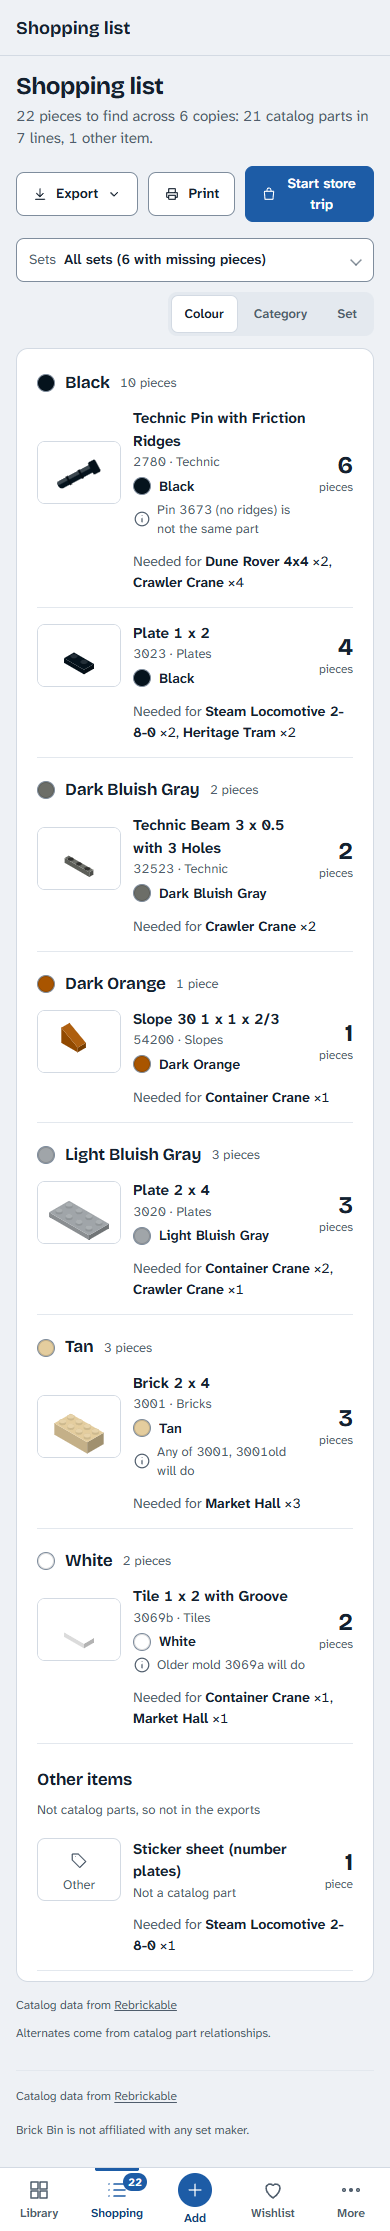 Shopping list
Shopping list
22 pieces to find across 6 copies: 21 catalog parts in
7 lines, 1 other item.
Export
Print
Start store
trip
Sets All sets (6 with missing pieces)
Colour
Category
Set
Black 10 pieces
Technic Pin with Friction
Ridges
2780 · Technic
Black
Pin 3673 (no ridges) is
not the same part
6
pieces
Needed for Dune Rover 4x4 ×2,
Crawler Crane ×4
Plate 1 x 2
3023 · Plates
Black
4
pieces
Needed for Steam Locomotive 2-
8-0 ×2, Heritage Tram ×2
Dark Bluish Gray 2 pieces
Technic Beam 3 x 0.5
with 3 Holes
32523 · Technic
Dark Bluish Gray
2
pieces
Needed for Crawler Crane ×2
Dark Orange 1 piece
Slope 30 1 x 1 x 2/3
54200 · Slopes
Dark Orange
1
pieces
Needed for Container Crane ×1
Light Bluish Gray 3 pieces
Plate 2 x 4
3020 · Plates
Light Bluish Gray
3
pieces
Needed for Container Crane ×2,
Crawler Crane ×1
Tan 3 pieces
Brick 2 x 4
3001 · Bricks
Tan
Any of 3001, 3001old
will do
3
pieces
Needed for Market Hall ×3
White 2 pieces
Tile 1 x 2 with Groove
3069b · Tiles
White
Older mold 3069a will do
2
pieces
Needed for Container Crane ×1,
Market Hall ×1
Other items
Not catalog parts, so not in the exports
Other
Sticker sheet (number
plates)
Not a catalog part
1
piece
Needed for Steam Locomotive 2-
8-0 ×1
Catalog data from Rebrickable
Alternates come from catalog part relationships.
Catalog data from Rebrickable
Brick Bin is not affiliated with any set maker.
Library
22
Shopping
Add
Wishlist
More